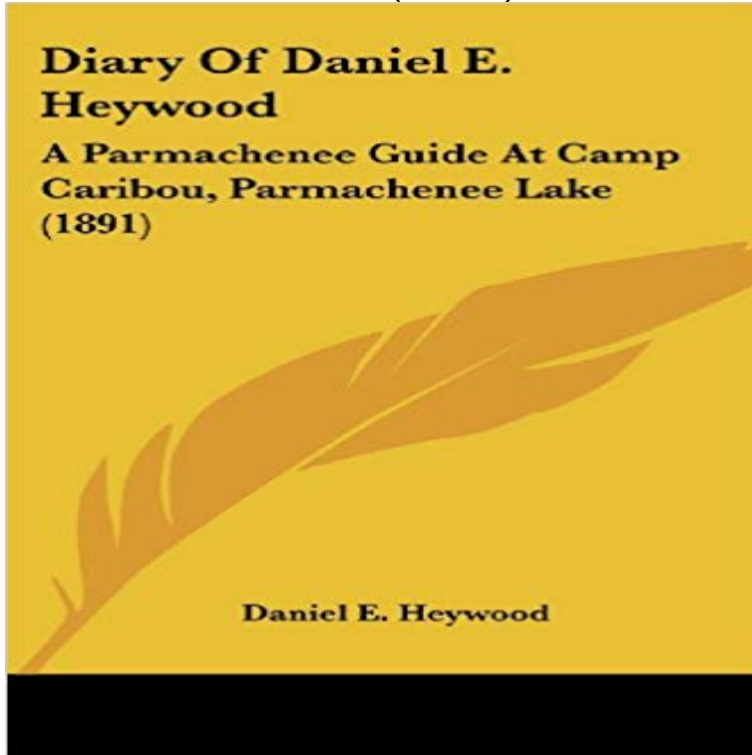 Diary Of Daniel E.
Heywood
A Parmachenee Guide At Camp
Caribou, Parmachenee Lake
(1891)
Daniel E. Heywood